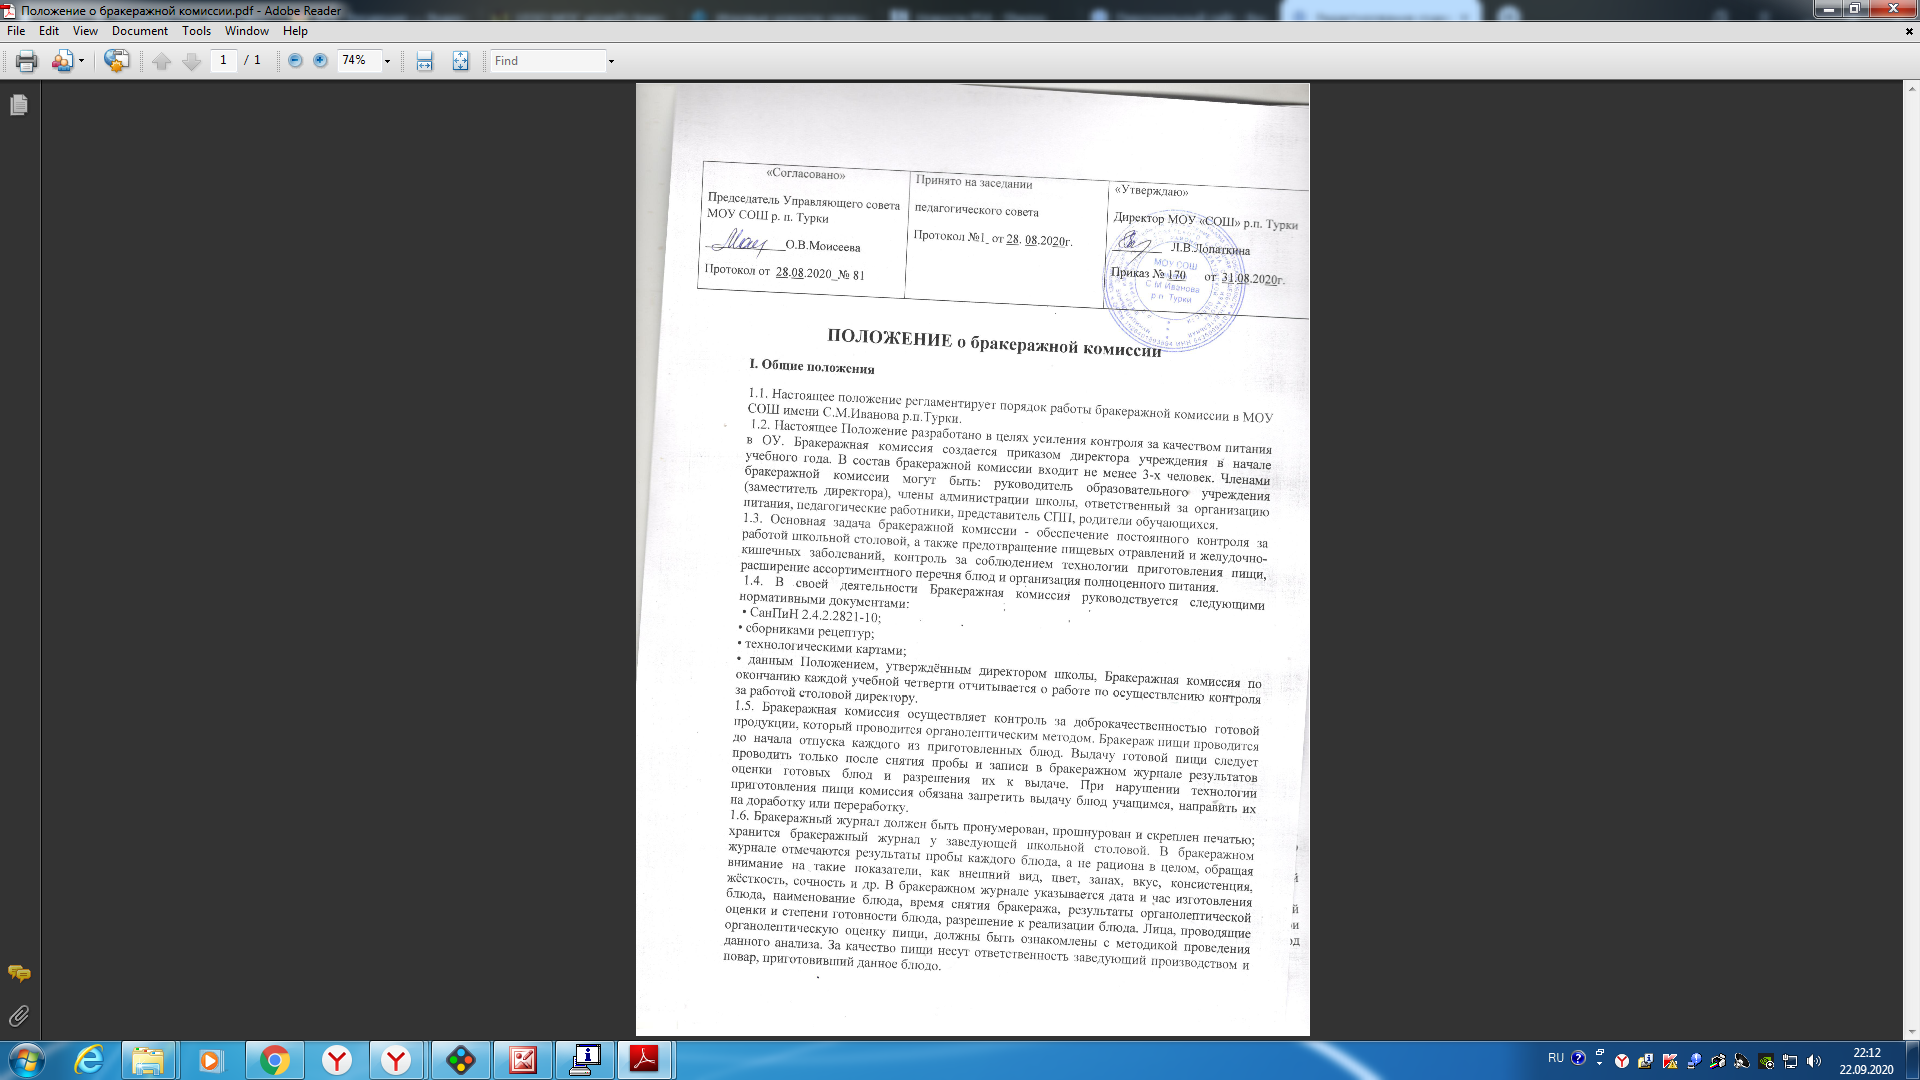 Положение о бракеражной комиссии.pdf - Adobe Reader
File Edit View Document Tools Window Help
1 / 1 74% Find
«Согласовано»
Председатель Управляющего совета
МОУ СОШ р. п. Турки
О.В.Моисеева
Протокол от 28.08.2020_№ 81
Принято на заседании
педагогического совета
Протокол №1_ от 28. 08.2020г.
«Утверждаю»
Директор МОУ «СОШ» р.п. Турки
Л.В.Лопаткина
Приказ № 170 от 31.08.2020г.
МОУ СОШ
С.М.Иванова
р.п. Турки
ПОЛОЖЕНИЕ о бракеражной комиссии
I. Общие положения
1.1. Настоящее положение регламентирует порядок работы бракеражной комиссии в МОУ
СОШ имени С.М.Иванова р.п.Турки.
1.2. Настоящее Положение разработано в целях усиления контроля за качеством питания
в ОУ. Бракеражная комиссия создается приказом директора учреждения в начале
учебного года. В состав бракеражной комиссии входит не менее 3-х человек. Членами
бракеражной комиссии могут быть: руководитель образовательного учреждения
(заместитель директора), члены администрации школы, ответственный за организацию
питания, педагогические работники, представитель СПП, родители обучающихся.
1.3. Основная задача бракеражной комиссии - обеспечение постоянного контроля за
работой школьной столовой, а также предотвращение пищевых отравлений и желудочно-
кишечных заболеваний, контроль за соблюдением технологии приготовления пищи,
расширение ассортиментного перечня блюд и организация полноценного питания.
1.4. В своей деятельности Бракеражная комиссия руководствуется следующими
нормативными документами:
• СанПиН 2.4.2.2821-10;
• сборниками рецептур;
• технологическими картами;
• данным Положением, утверждённым директором школы, Бракеражная комиссия по
окончанию каждой учебной четверти отчитывается о работе по осуществлению контроля
за работой столовой директору.
1.5. Бракеражная комиссия осуществляет контроль за доброкачественностью готовой
продукции, который проводится органолептическим методом. Бракераж пищи проводится
до начала отпуска каждого из приготовленных блюд. Выдачу готовой пищи следует
проводить только после снятия пробы и записи в бракеражном журнале результатов
оценки готовых блюд и разрешения их к выдаче. При нарушении технологии
приготовления пищи комиссия обязана запретить выдачу блюд учащимся, направить их
на доработку или переработку.
1.6. Бракеражный журнал должен быть пронумерован, прошнурован и скреплен печатью;
хранится бракеражный журнал у заведующей школьной столовой. В бракеражном
журнале отмечаются результаты пробы каждого блюда, а не рациона в целом, обращая
внимание на такие показатели, как внешний вид, цвет, запах, вкус, консистенция,
жёсткость, сочность и др. В бракеражном журнале указывается дата и час изготовления
блюда, наименование блюда, время снятия бракеража, результаты органолептической
оценки и степени готовности блюда, разрешение к реализации блюда. Лица, проводящие
органолептическую оценку пищи, должны быть ознакомлены с методикой проведения
данного анализа. За качество пищи несут ответственность заведующий производством и
повар, приготовивший данное блюдо.
RU
22:12
22.09.2020